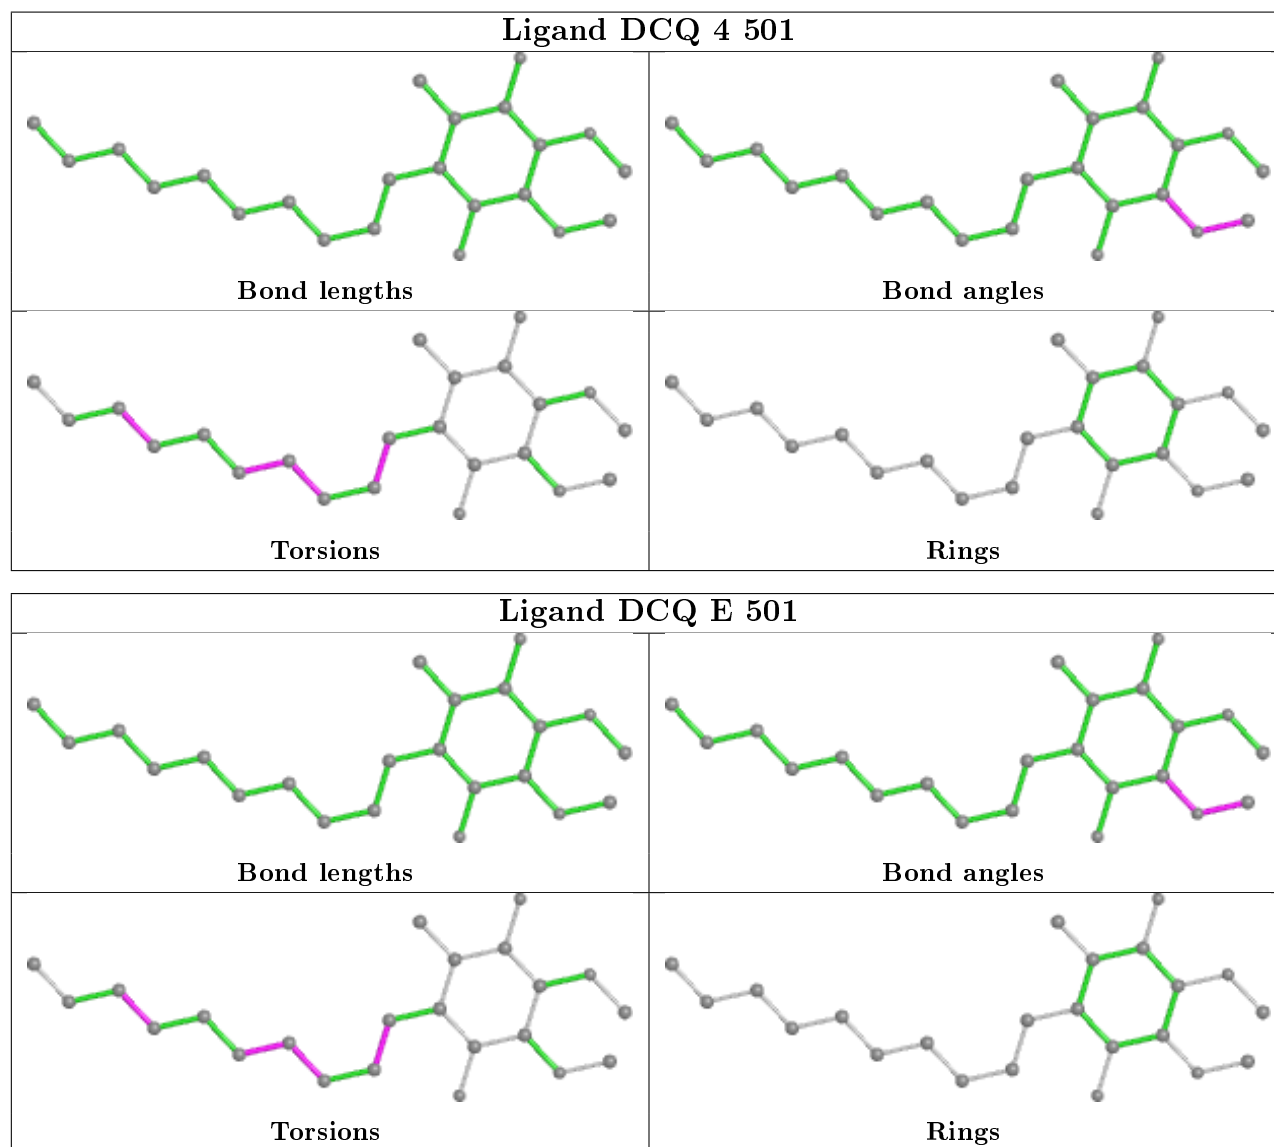 Ligand DCQ 4 501
Bond lengths
Bond angles
Torsions
Rings
Ligand DCQ E 501
Bond lengths
Bond angles
Torsions
Rings